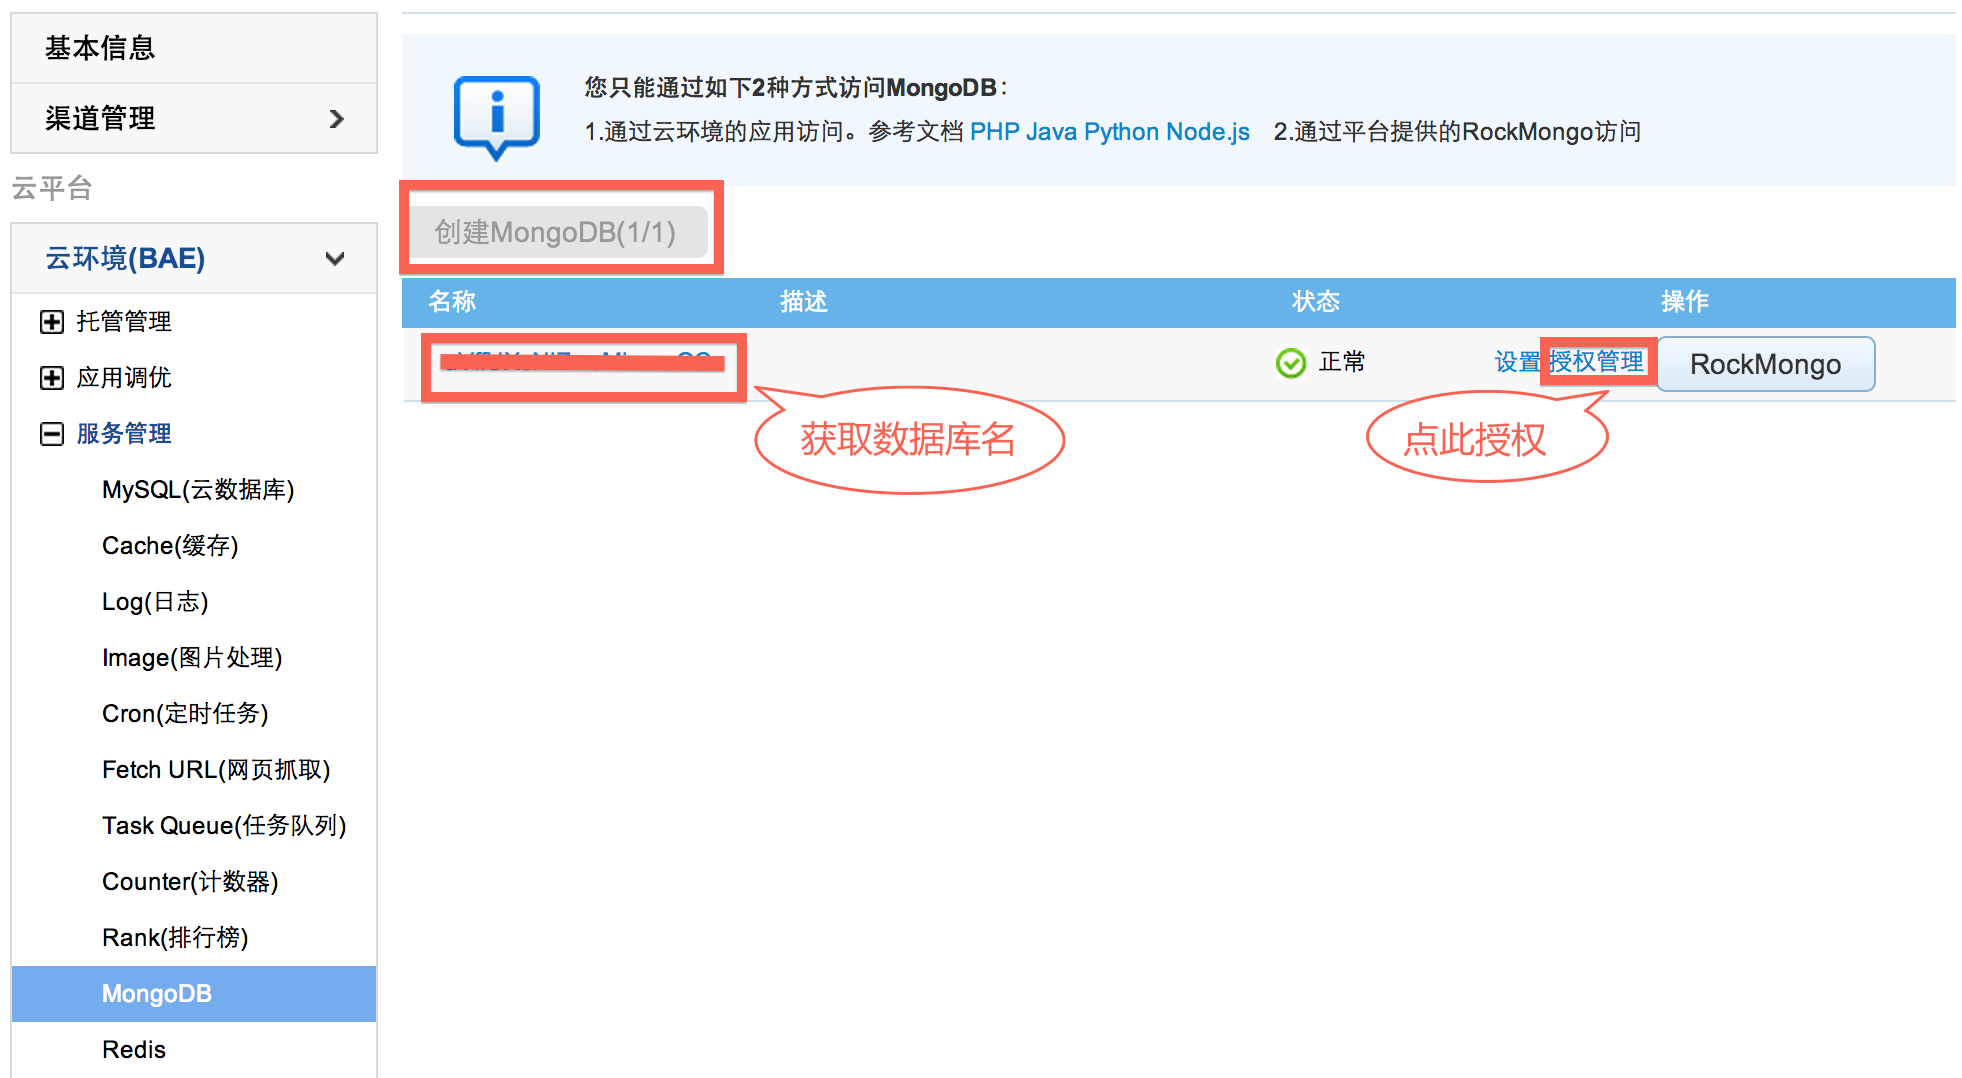 基本信息
渠道管理
云平台
云环境(BAE)
托管管理
应用调优
服务管理
MySQL(云数据库)
Cache(缓存)
Log(日志)
Image(图片处理)
Cron(定时任务)
Fetch URL(网页抓取)
Task Queue(任务队列)
Counter(计数器)
Rank(排行榜)
MongoDB
Redis
您只能通过如下2种方式访问MongoDB：
1.通过云环境的应用访问。参考文档 PHP Java Python Node.js 2.通过平台提供的RockMongo访问
创建MongoDB(1/1)
名称 描述 状态 操作
正常 设置 授权管理 RockMongo
获取数据库名
点此授权